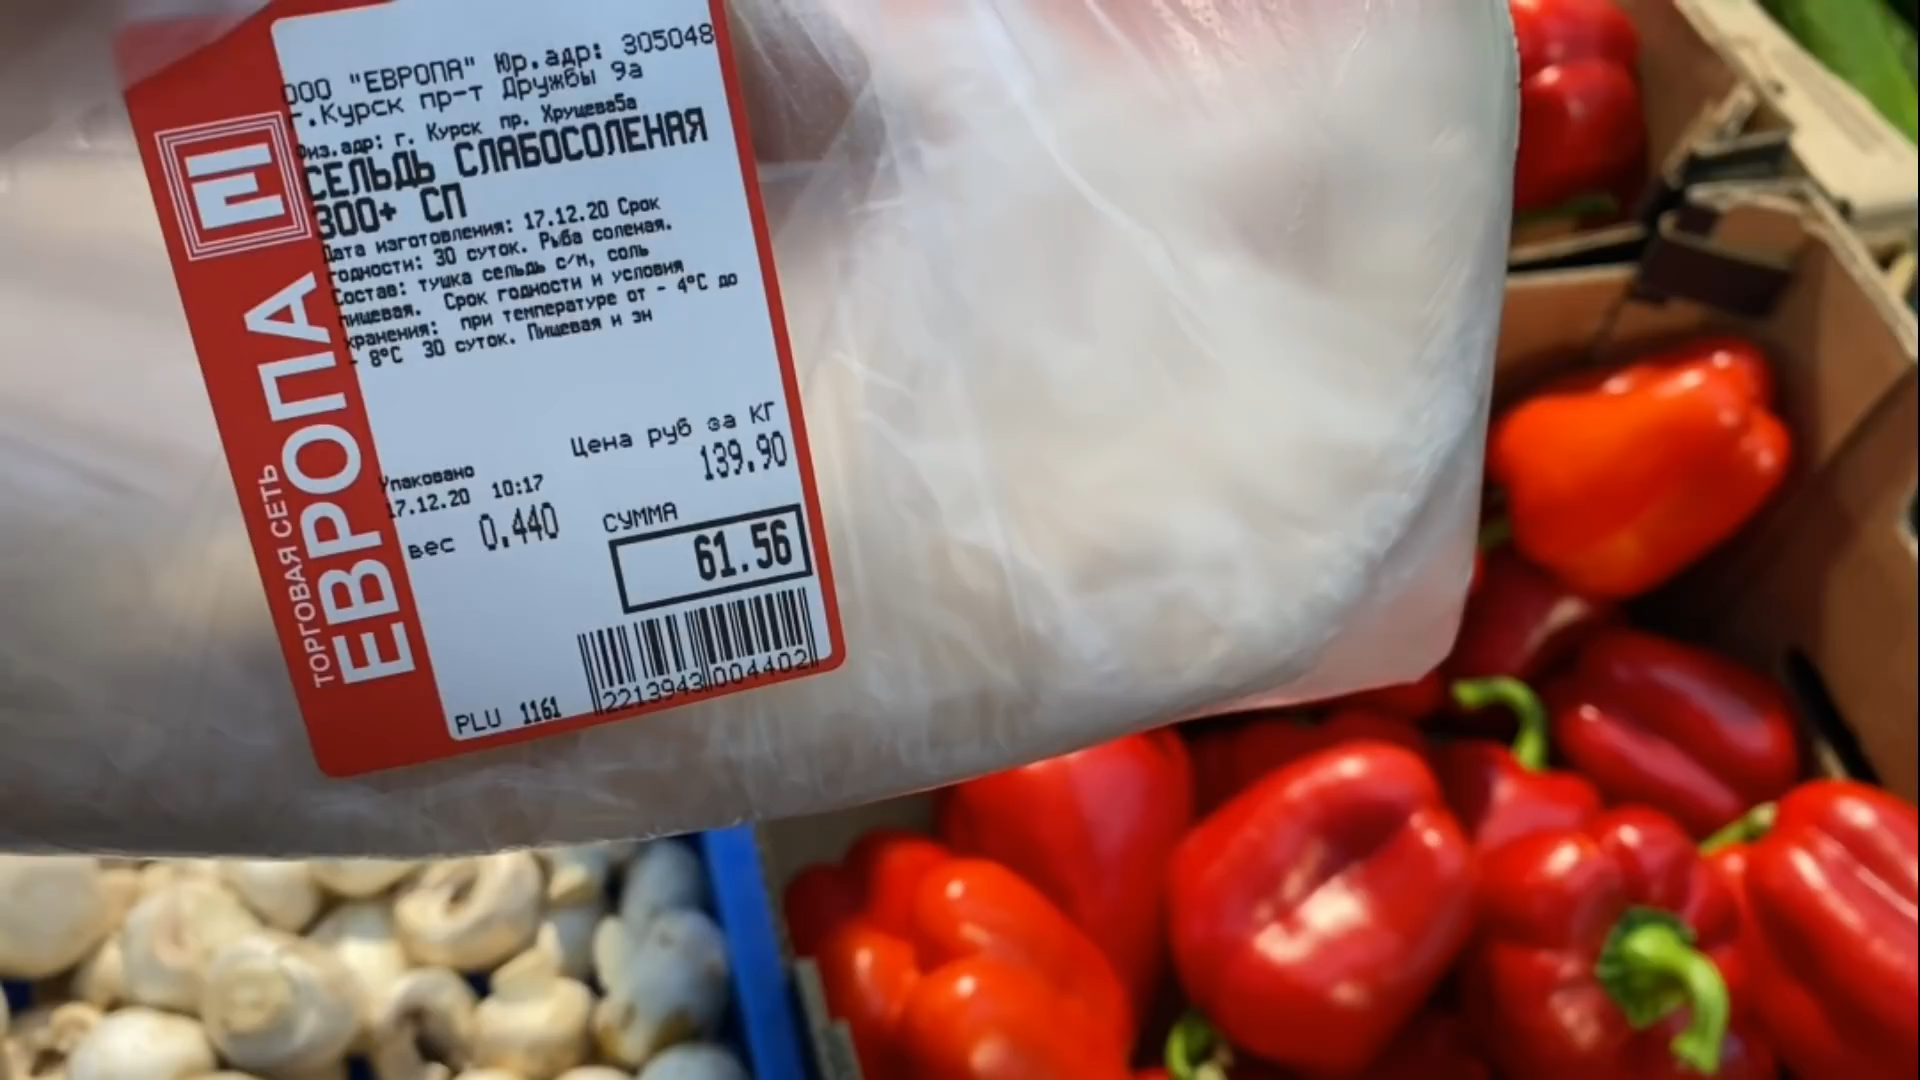 ООО "ЕВРОПА" Юр.адр: 305048
г.Курск пр-т Дружбы 9а
Физ.адр: г. Курск пр. Хрущева5а
СЕЛЬДЬ СЛАБОСОЛЕНАЯ
300+ СП
Дата изготовления: 17.12.20 Срок
годности: 30 суток. Рыба соленая.
Состав: тушка сельдь с/м, соль
пищевая. Срок годности и условия
хранения: при температуре от - 4°C до
- 8°C 30 суток. Пищевая и эн
Цена руб за КГ
139.90
Упаковано
17.12.20 10:17
вес 0.440
СУММА
61.56
2213943004402
PLU 1161
ТОРГОВАЯ СЕТЬ
ЕВРОПА